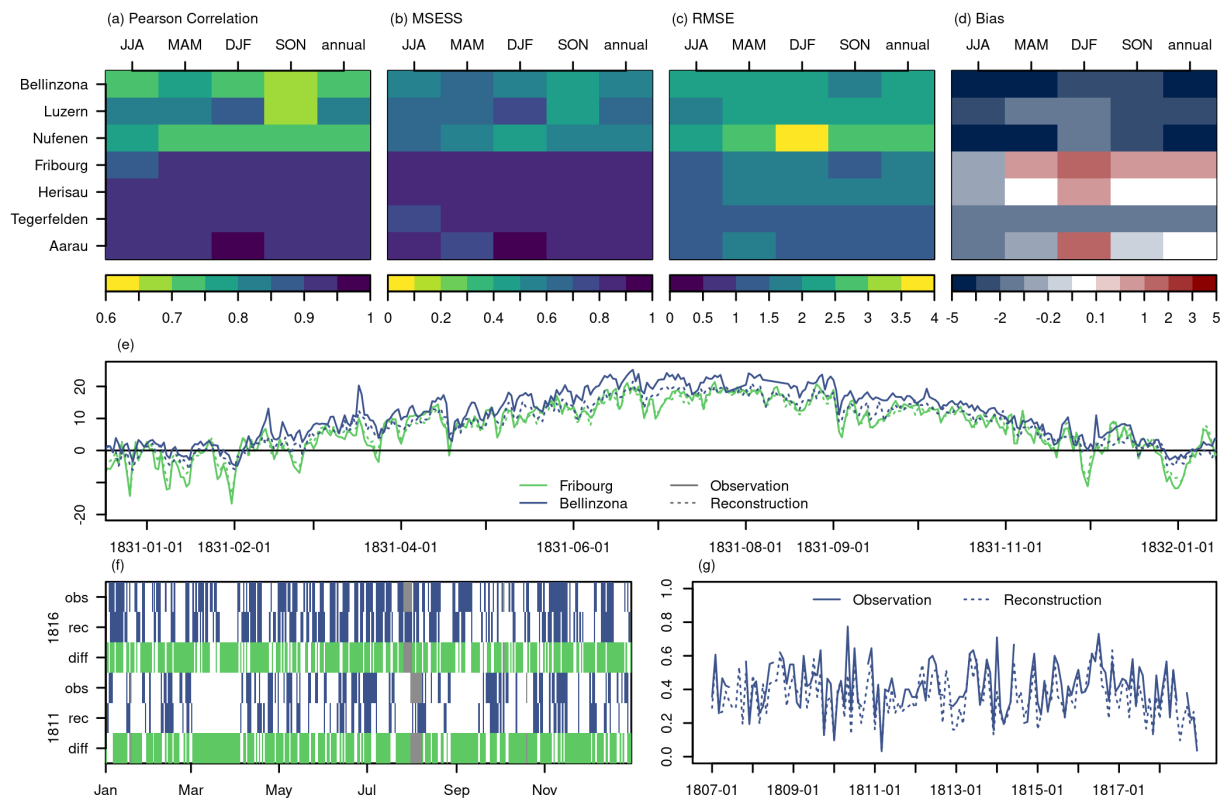 (a) Pearson Correlation (b) MSESS (c) RMSE (d) Bias
JJA MAM DJF SON annual JJA MAM DJF SON annual JJA MAM DJF SON annual JJA MAM DJF SON annual
Bellinzona
Luzern
Nufenen
Fribourg
Herisau
Tegerfelden
Aarau
0.6 0.7 0.8 0.9 1 0 0.2 0.4 0.6 0.8 1 0 0.5 1 1.5 2 2.5 3 3.5 4 -5 -2 -0.2 0.1 1 2 3 5
(e)
20
10
0
-20
Fribourg Observation
Bellinzona Reconstruction
1831-01-01 1831-02-01 1831-04-01 1831-06-01 1831-08-01 1831-09-01 1831-11-01 1832-01-01
(f)
1816
obs
rec
diff
1811
obs
rec
diff
Jan Mar May Jul Sep Nov
(g)
Observation Reconstruction
1.0
0.8
0.6
0.4
0.2
0.0
1807-01 1809-01 1811-01 1813-01 1815-01 1817-01